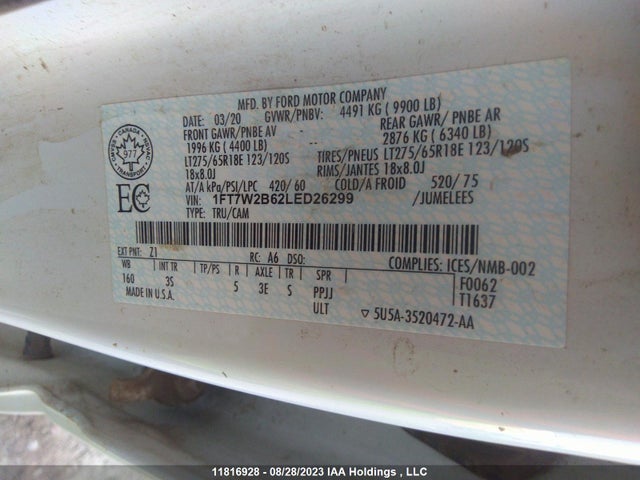 MFD. BY FORD MOTOR COMPANY
DATE: 03/20 GVWR/PNBV: 4491 KG ( 9900 LB)
FRONT GAWR/PNBE AV REAR GAWR/ PNBE AR
1996 KG ( 4400 LB) 2876 KG ( 6340 LB)
LT275/65R18E 123/120S TIRES/PNEUS LT275/65R18E 123/120S
18x8.0J RIMS/JANTES 18x8.0J
AT/A kPa/PSI/LPC 420/ 60 COLD/A FROID 520/ 75
VIN: 1FT7W2B62LED26299 /JUMELEES
TYPE: TRU/CAM
CANADA
977
TRANSPORT
EC
EXT PNT: Z1 RC: A6 DSO: COMPLIES: ICES/NMB-002
WB INT TR TP/PS R AXLE TR SPR F0062
160 3S 5 3E S PPJJ T1637
MADE IN U.S.A. ULT ▽ 5U5A-3520472-AA
11816928 - 08/28/2023 IAA Holdings , LLC